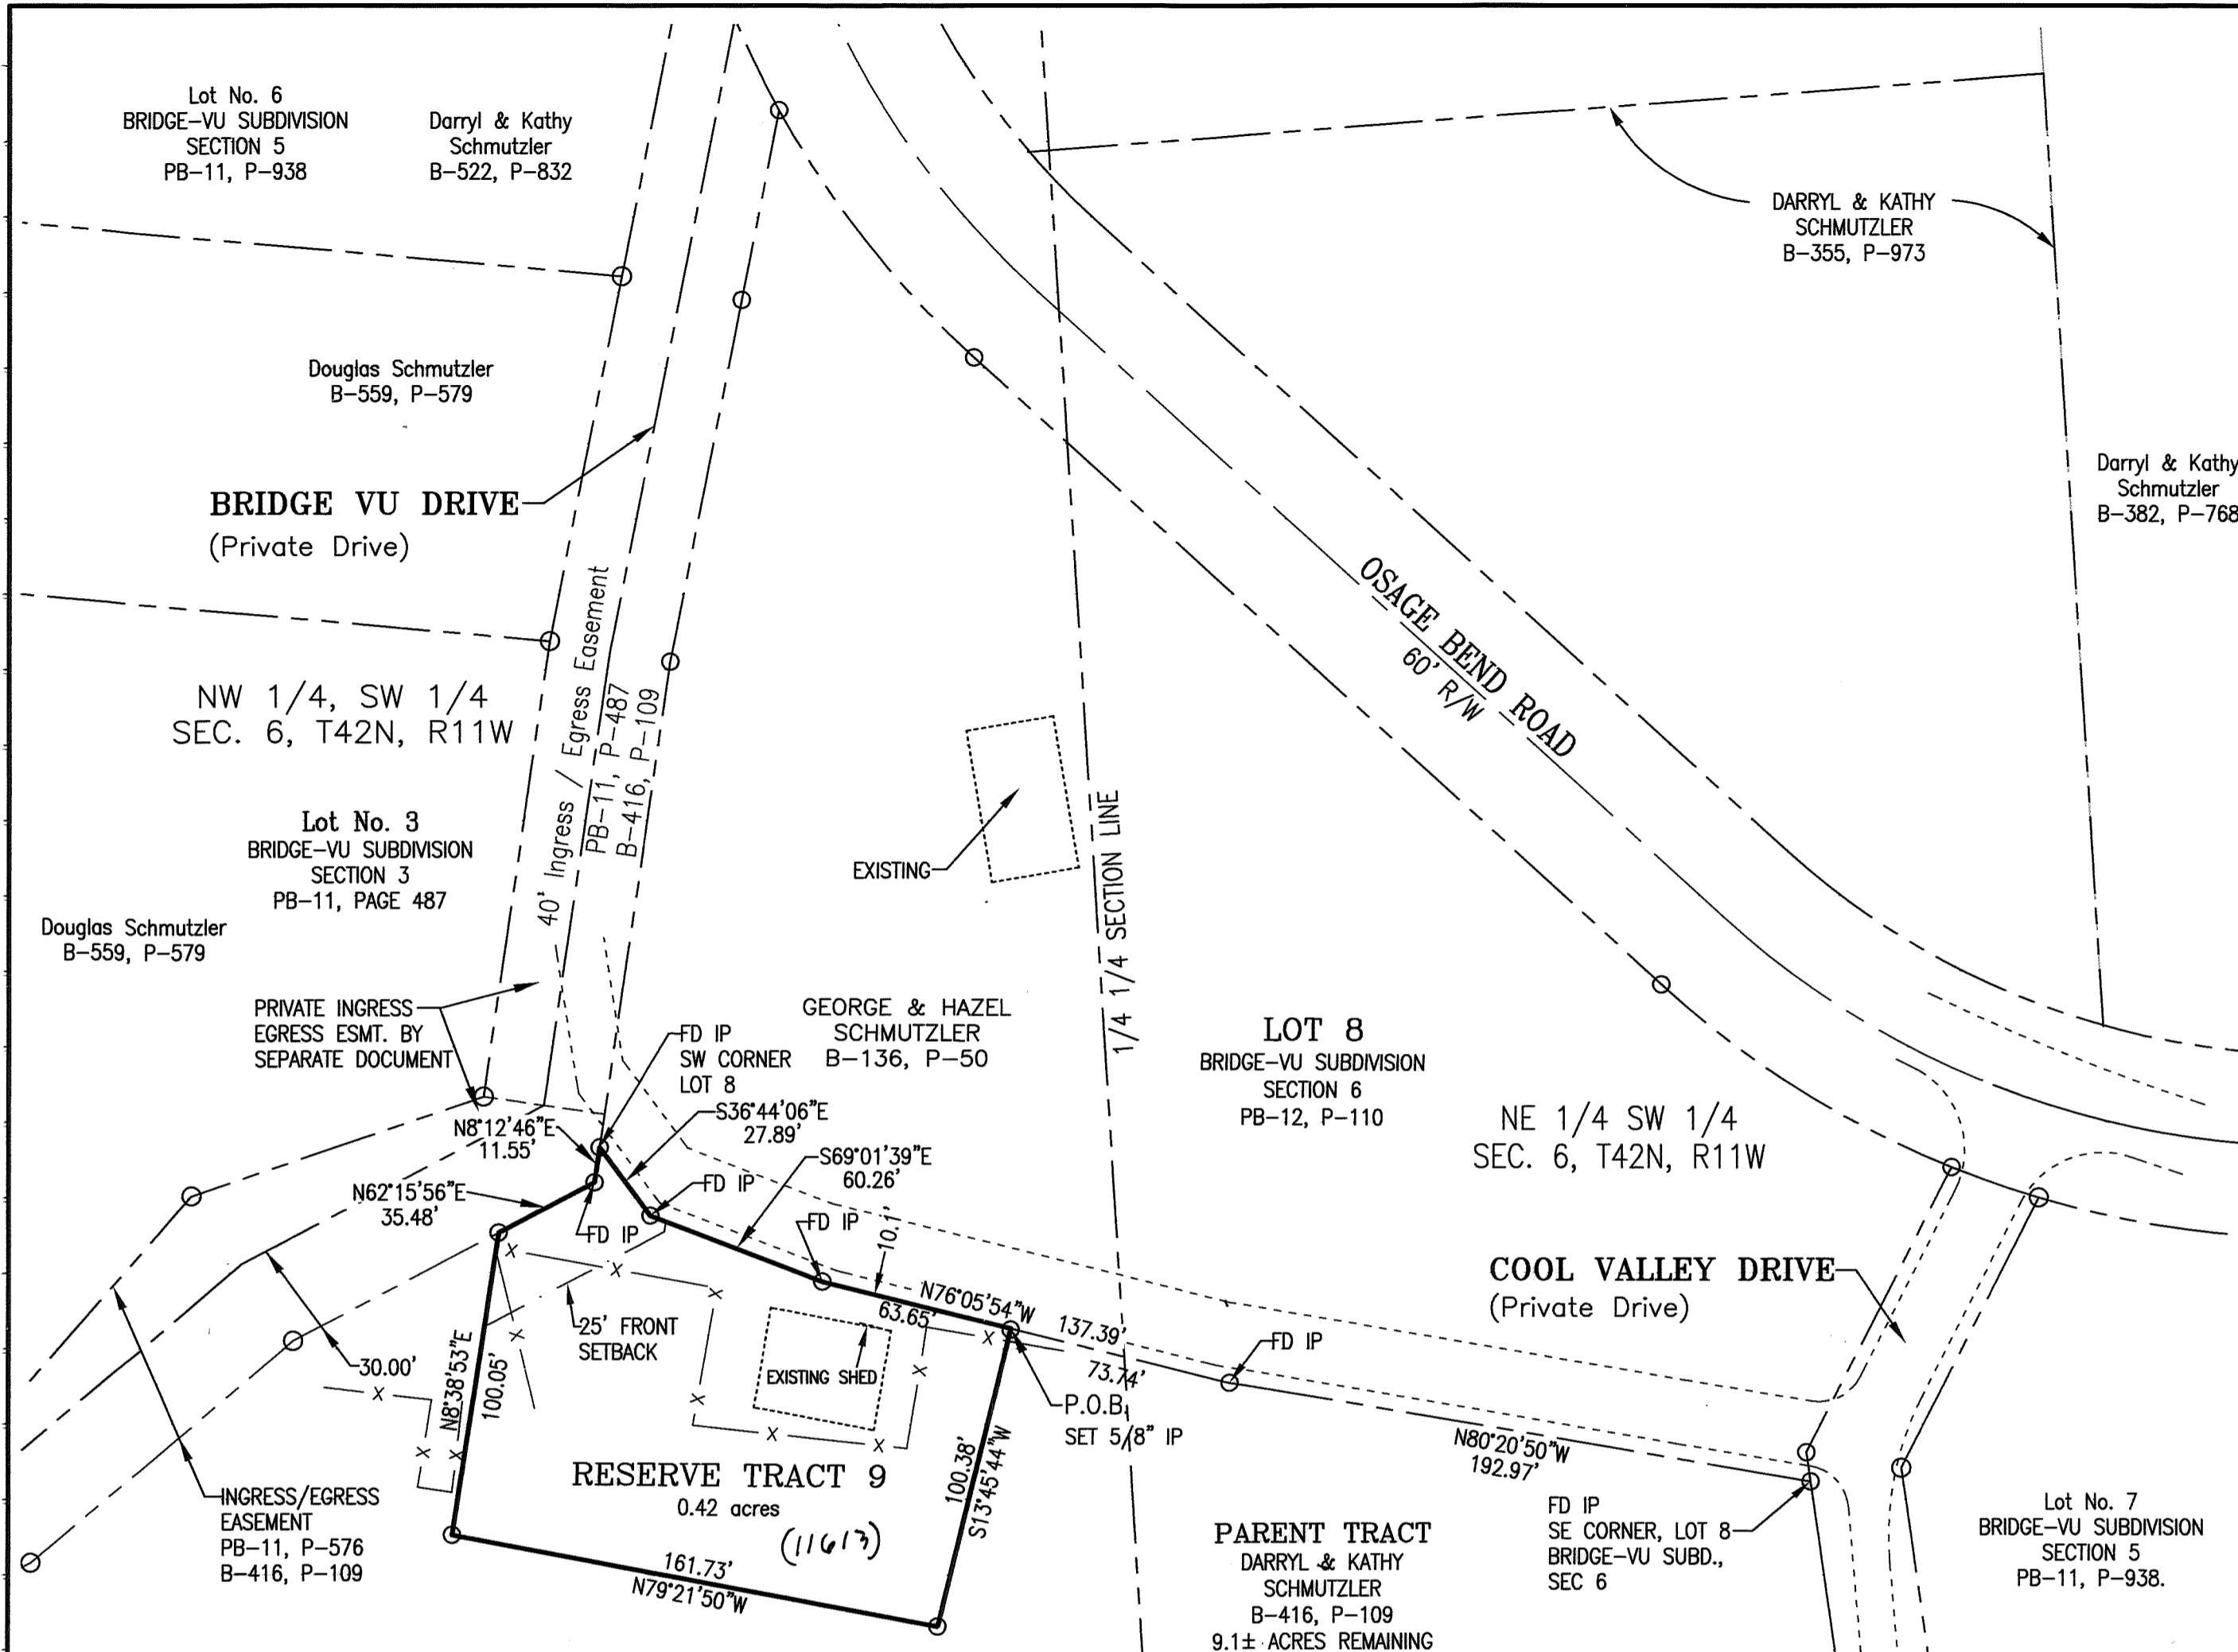 Lot No. 6
BRIDGE-VU SUBDIVISION
SECTION 5
PB-11, P-938
Darryl & Kathy
Schmutzler
B-522, P-832
DARRYL & KATHY
SCHMUTZLER
B-355, P-973
Douglas Schmutzler
B-559, P-579
Darryl & Kathy
Schmutzler
B-382, P-768
BRIDGE VU DRIVE
(Private Drive)
OSAGE BEND ROAD
60' R/W
40' Ingress / Egress Easement
PB-11, P-487
B-416, P-109
NW 1/4, SW 1/4
SEC. 6, T42N, R11W
EXISTING
1/4 1/4 SECTION LINE
Lot No. 3
BRIDGE-VU SUBDIVISION
SECTION 3
PB-11, PAGE 487
Douglas Schmutzler
B-559, P-579
PRIVATE INGRESS
EGRESS ESMT. BY
SEPARATE DOCUMENT
FD IP
SW CORNER
LOT 8
GEORGE & HAZEL
SCHMUTZLER
B-136, P-50
LOT 8
BRIDGE-VU SUBDIVISION
SECTION 6
PB-12, P-110
NE 1/4 SW 1/4
SEC. 6, T42N, R11W
N8°12'46"E
11.55'
S36°44'06"E
27.89'
S69°01'39"E
60.26'
N62°15'56"E
35.48'
FD IP
FD IP
FD IP
10.1'
N76°05'54"W
63.65'
137.39'
73.74'
FD IP
COOL VALLEY DRIVE
(Private Drive)
25' FRONT
SETBACK
30.00'
EXISTING SHED
N8°38'53"E
100.05'
P.O.B.
SET 5/8" IP
100.38'
S13°45'44"W
N80°20'50"W
192.97'
RESERVE TRACT 9
0.42 acres
(11613)
161.73'
N79°21'50"W
INGRESS/EGRESS
EASEMENT
PB-11, P-576
B-416, P-109
PARENT TRACT
DARRYL & KATHY
SCHMUTZLER
B-416, P-109
9.1± ACRES REMAINING
FD IP
SE CORNER, LOT 8
BRIDGE-VU SUBD.,
SEC 6
Lot No. 7
BRIDGE-VU SUBDIVISION
SECTION 5
PB-11, P-938.